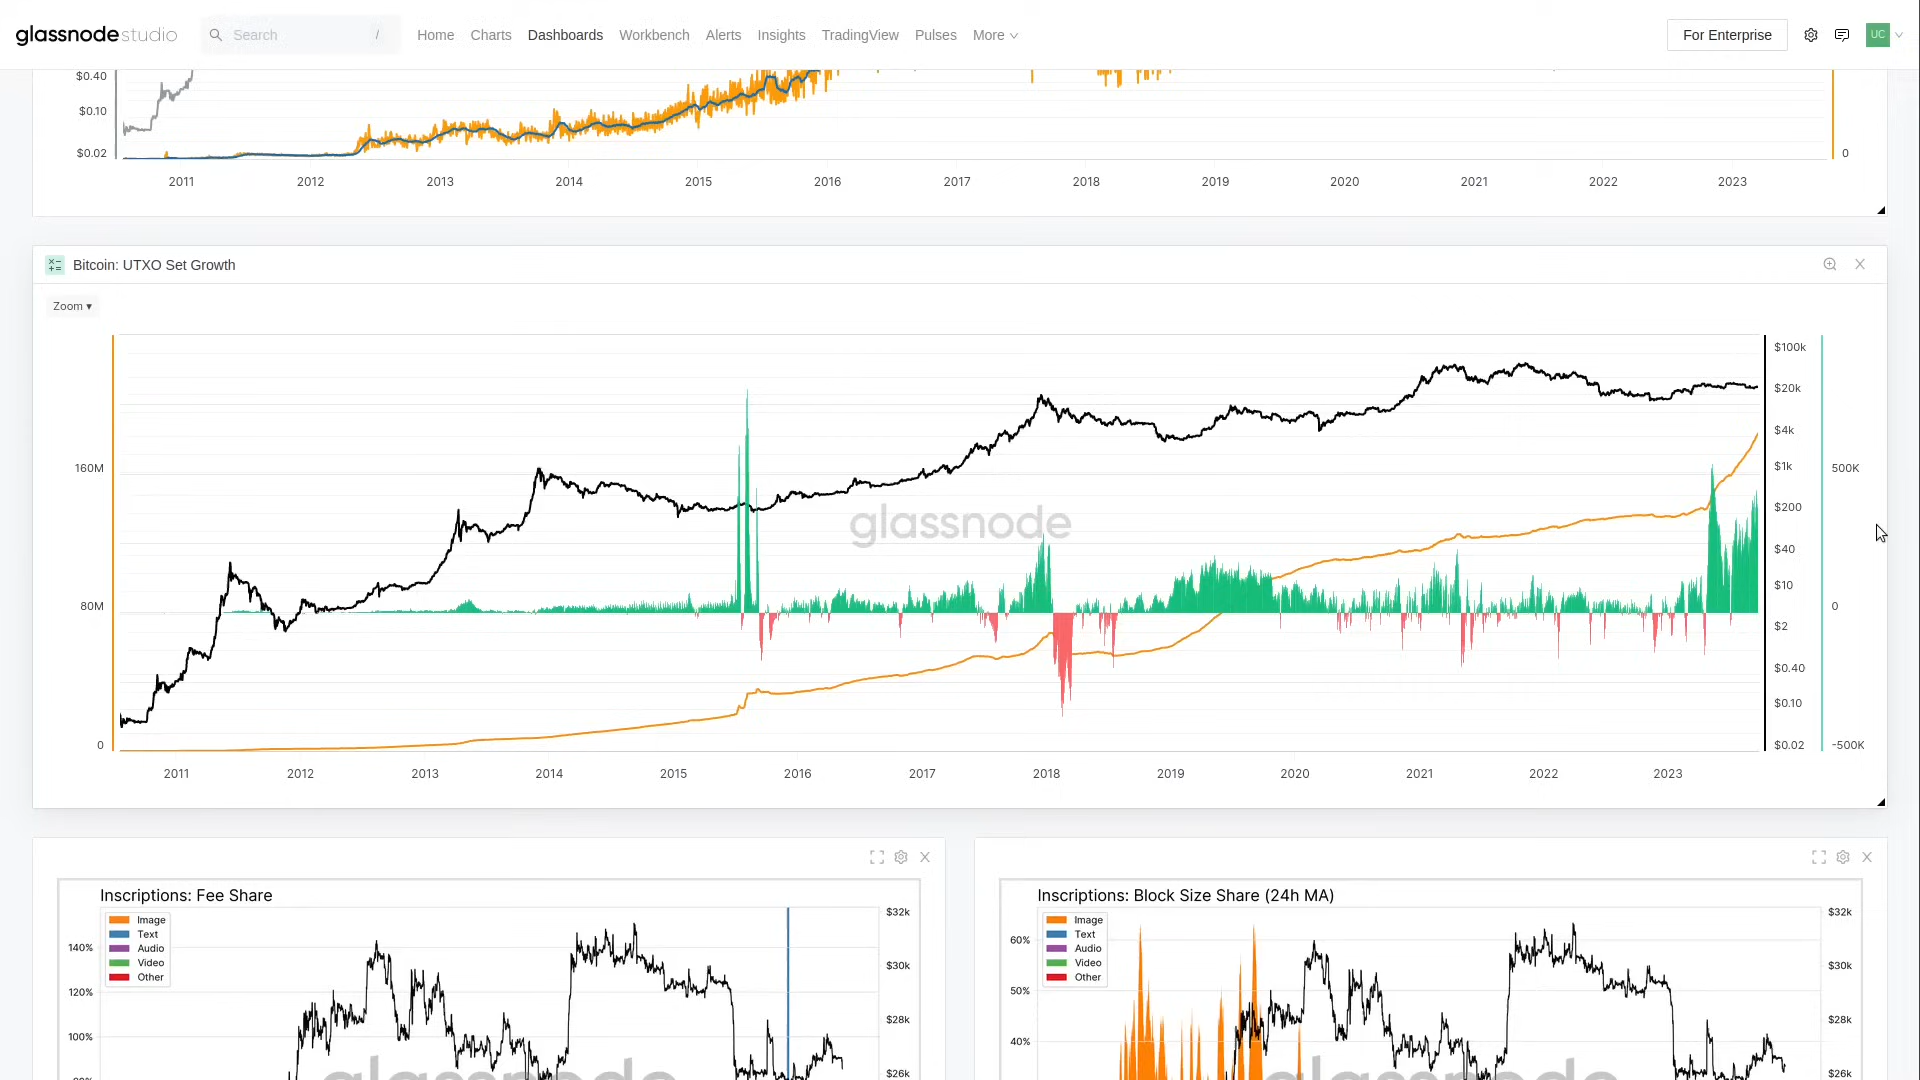 glassnodestudio
Search /
Home Charts Dashboards Workbench Alerts Insights TradingView Pulses More
For Enterprise
UC
$0.40
$0.10
$0.02
0
2011 2012 2013 2014 2015 2016 2017 2018 2019 2020 2021 2022 2023
Bitcoin: UTXO Set Growth
Zoom ▾
160M
80M
0
$100k
$20k
$4k
$1k
$200
$40
$10
$2
$0.40
$0.10
$0.02
500K
0
-500K
glassnode
2011 2012 2013 2014 2015 2016 2017 2018 2019 2020 2021 2022 2023
Inscriptions: Fee Share
Image
Text
Audio
Video
Other
140%
120%
100%
80%
$32k
$30k
$28k
$26k
glassnode
Inscriptions: Block Size Share (24h MA)
Image
Text
Audio
Video
Other
60%
50%
40%
$32k
$30k
$28k
$26k
glassnode